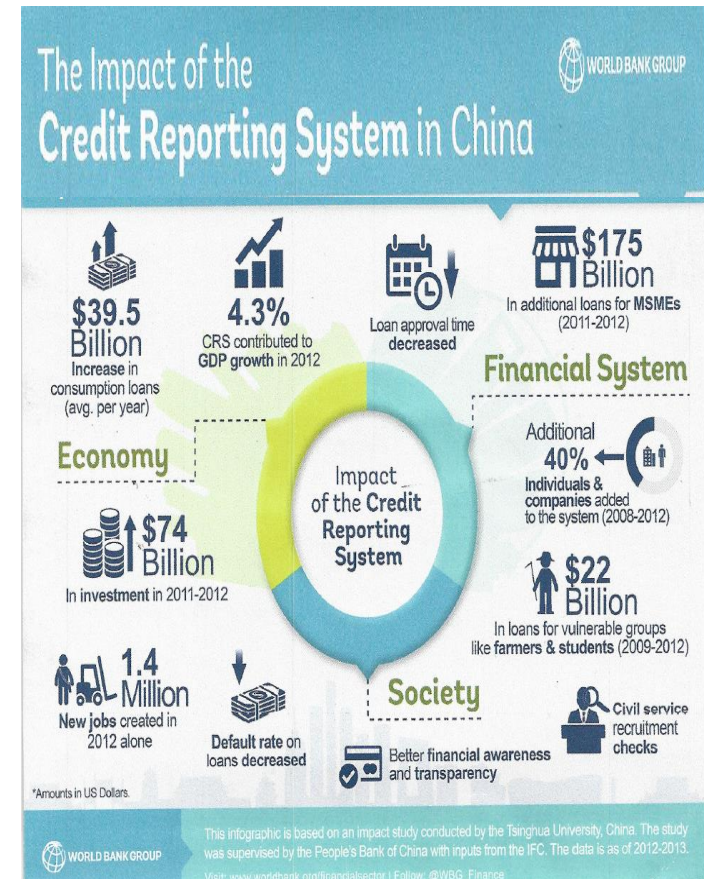 The Impact of the
Credit Reporting System in China
WORLD BANK GROUP
$39.5
Billion
Increase in
consumption loans
(avg. per year)
4.3%
CRS contributed to
GDP growth in 2012
Loan approval time
decreased
$175
Billion
In additional loans for MSMEs
(2011-2012)
Financial System
Economy
Additional
40%
Individuals &
companies added
to the system (2008-2012)
Impact
of the Credit
Reporting
System
$74
Billion
In investment in 2011-2012
$22
Billion
In loans for vulnerable groups
like farmers & students (2009-2012)
1.4
Million
New jobs created in
2012 alone
Default rate on
loans decreased
Society
Better financial awareness
and transparency
Civil service
recruitment
checks
*Amounts in US Dollars.
WORLD BANK GROUP
This infographic is based on an impact study conducted by the Tsinghua University, China. The study
was supervised by the People's Bank of China with inputs from the IFC. The data is as of 2012-2013.
Visit: www.worldbank.org/financialsector | Follow: @WBG_Finance